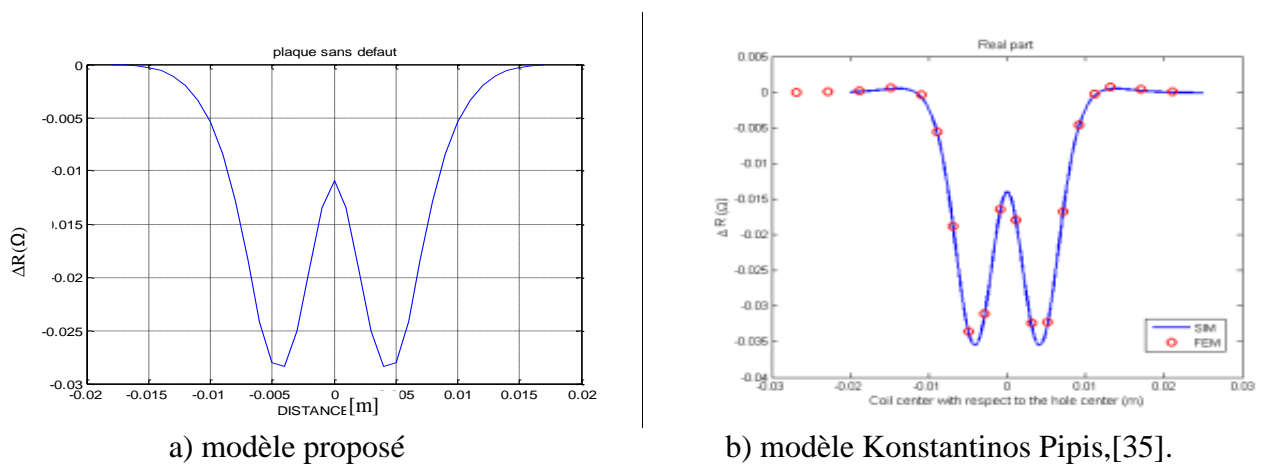 plaque sans defaut
0
-0.005
-0.01
0.015
-0.02
-0.025
-0.03
ΔR(Ω)
-0.02 -0.015 -0.01 -0.005 0 05 0.01 0.015 0.02
DISTANCE[m]
a) modèle proposé
Real part
0.005
0
-0.005
-0.01
-0.015
-0.02
-0.025
-0.03
-0.035
-0.04
Δ R (Ω)
-0.03 -0.02 -0.01 0 0.01 0.02 0.03
Coil center with respect to the hole center (m)
SIM
FEM
b) modèle Konstantinos Pipis,[35].